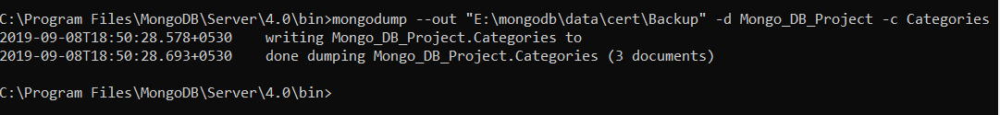 C:\Program Files\MongoDB\Server\4.0\bin>mongodump --out "E:\mongodb\data\cert\Backup" -d Mongo_DB_Project -c Categories
2019-09-08T18:50:28.578+0530    writing Mongo_DB_Project.Categories to
2019-09-08T18:50:28.693+0530    done dumping Mongo_DB_Project.Categories (3 documents)
C:\Program Files\MongoDB\Server\4.0\bin>